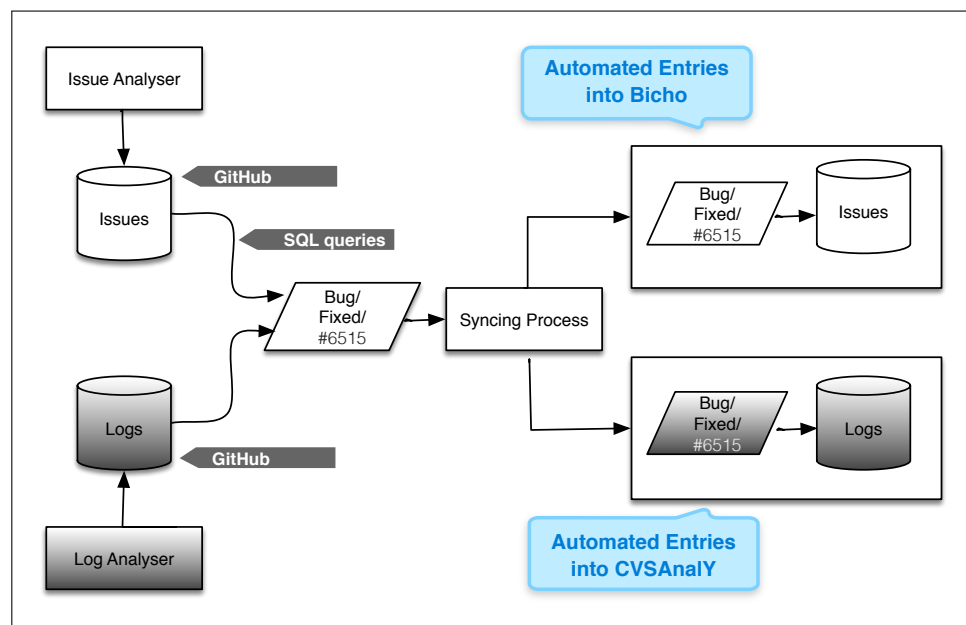 Issue Analyser
Automated Entries
into Bicho
GitHub
Issues
SQL queries
Bug/
Fixed/
#6515
Issues
Bug/
Fixed/
#6515
Syncing Process
Logs
GitHub
Bug/
Fixed/
#6515
Logs
Log Analyser
Automated Entries
into CVSAnalY